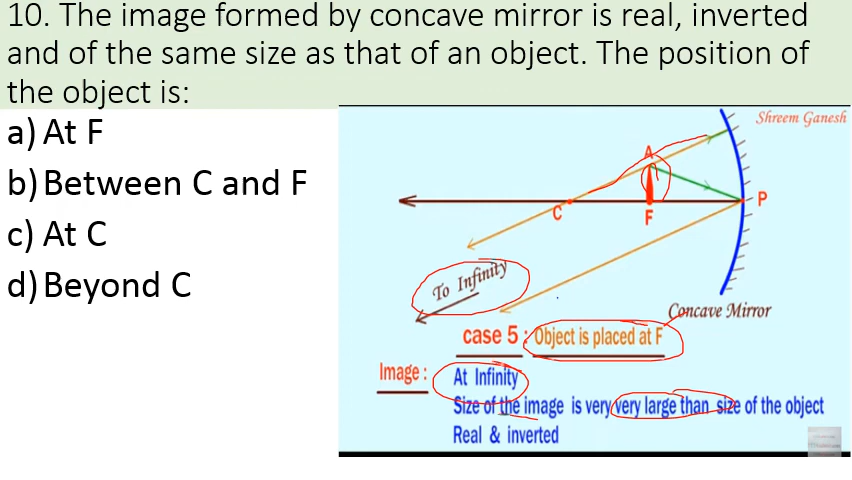 10. The image formed by concave mirror is real, inverted
and of the same size as that of an object. The position of
the object is:
a) At F
b) Between C and F
c) At C
d) Beyond C
Shreem Ganesh
A
C
F
P
To Infinity
Concave Mirror
case 5 : Object is placed at F
Image : At Infinity
Size of the image is very very large than size of the object
Real & inverted